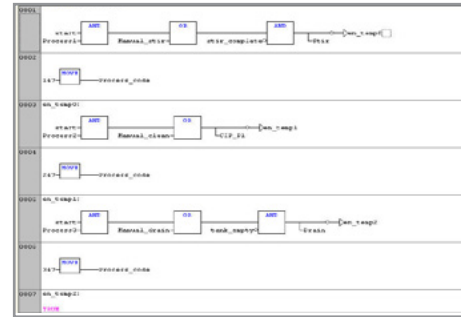 0001
AND OR AND
start
Process1 Manual_stir stir_complete Stir en_temp0
0002
MOVE
147 Process_code
0003 en_temp0:
AND OR
start
Process2 Manual_clean CIP_P1 en_temp1
0004
MOVE
247 Process_code
0005 en_temp1:
AND OR AND
start
Process3 Manual_drain tank_empty Drain en_temp2
0006
MOVE
347 Process_code
0007 en_temp2: